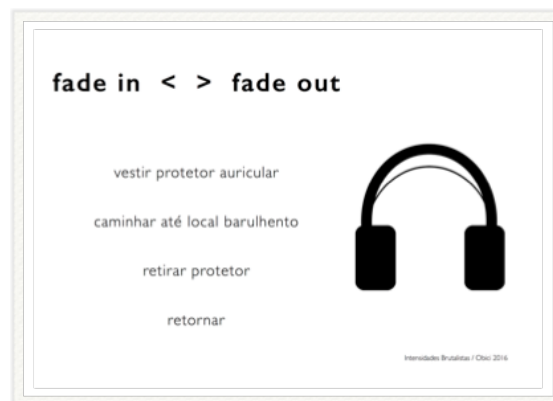 fade in < > fade out
vestir protetor auricular
caminhar até local barulhento
retirar protetor
retornar
Intensidades Brutalistas / Obici 2016